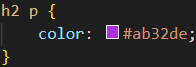 h2 p {
    color: #ab32de;
}